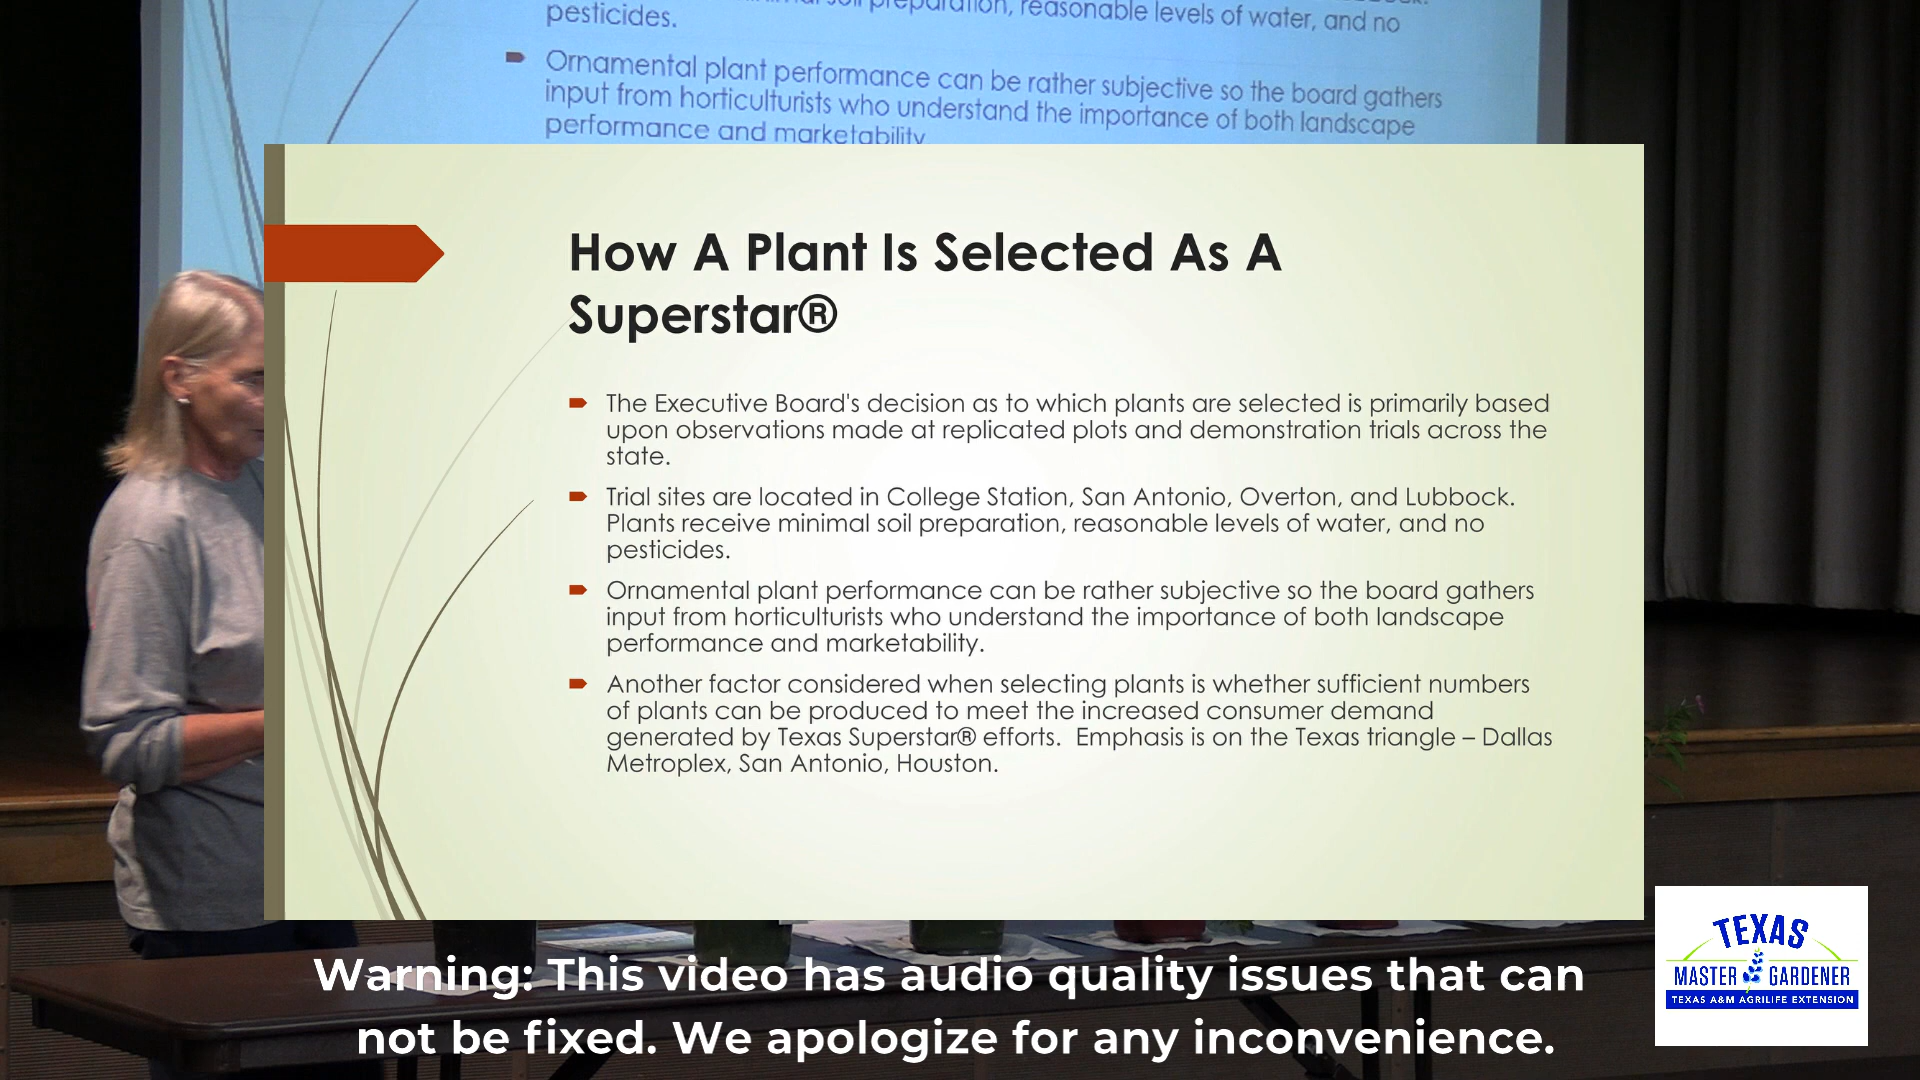 preparation, reasonable levels of water, and no
pesticides.
Ornamental plant performance can be rather subjective so the board gathers
input from horticulturists who understand the importance of both landscape
performance and marketability.
How A Plant Is Selected As A
Superstar®
The Executive Board's decision as to which plants are selected is primarily based
upon observations made at replicated plots and demonstration trials across the
state.
Trial sites are located in College Station, San Antonio, Overton, and Lubbock.
Plants receive minimal soil preparation, reasonable levels of water, and no
pesticides.
Ornamental plant performance can be rather subjective so the board gathers
input from horticulturists who understand the importance of both landscape
performance and marketability.
Another factor considered when selecting plants is whether sufficient numbers
of plants can be produced to meet the increased consumer demand
generated by Texas Superstar® efforts.  Emphasis is on the Texas triangle – Dallas
Metroplex, San Antonio, Houston.
Warning: This video has audio quality issues that can
not be fixed. We apologize for any inconvenience.
TEXAS
MASTER GARDENER
TEXAS A&M AGRILIFE EXTENSION